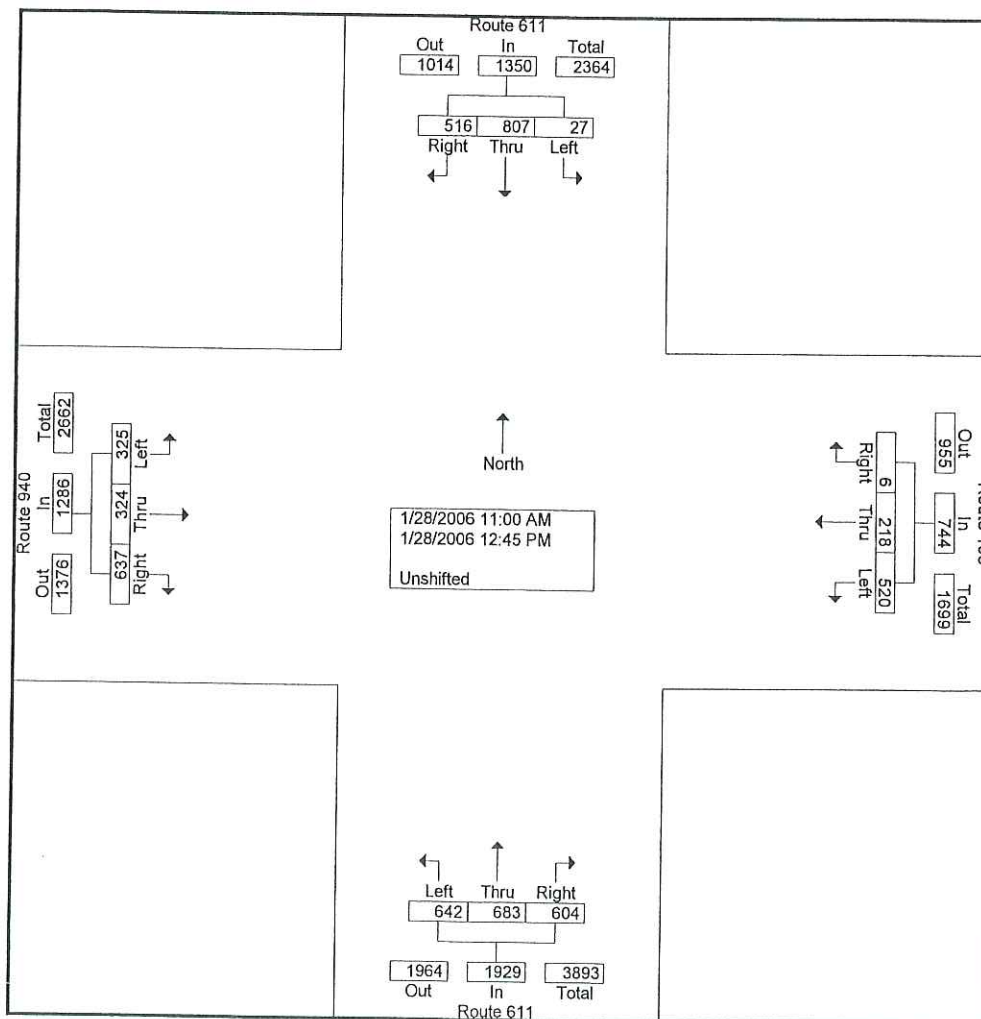 Route 611
Out In Total
1014 1350 2364
516 807 27
Right Thru Left
Total In Out
2662 1286 1376
Route 940
325 324 637
Left Thru Right
North
1/28/2006 11:00 AM
1/28/2006 12:45 PM
Unshifted
Right Thru Left
6 218 520
Out In Total
955 744 1699
Left Thru Right
642 683 604
1964 1929 3893
Out In Total
Route 611